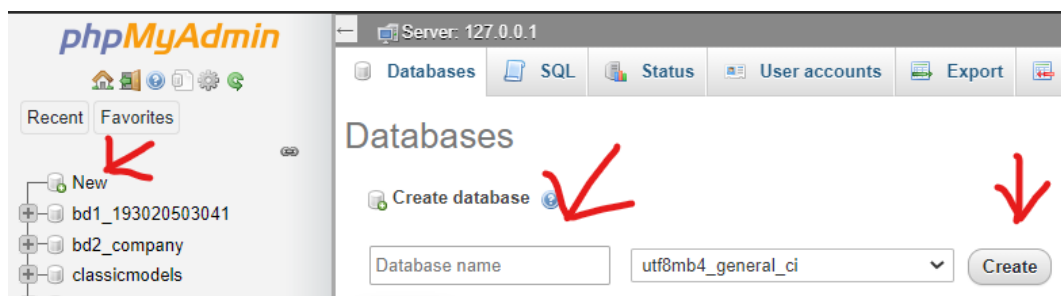 phpMyAdmin
Recent Favorites
New
bd1_193020503041
bd2_company
classicmodels
Server: 127.0.0.1
Databases SQL Status User accounts Export
Databases
Create database
Database name utf8mb4_general_ci Create